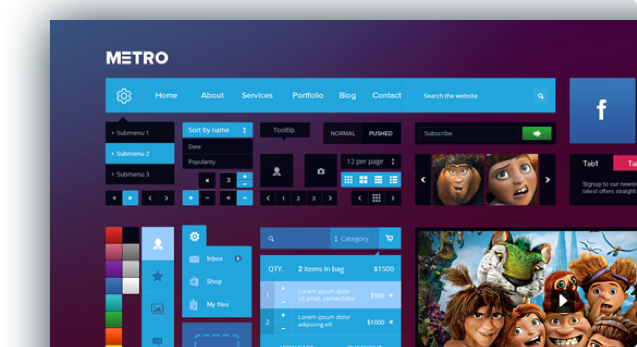 METRO
Home About Services Portfolio Blog Contact Search the website
+ Submenu 1
+ Submenu 2
+ Submenu 3
Sort by name
Date
Popularity
3
Tooltip
NORMAL PUSHED
12 per page
1 2 3
Subscribe
f
Tab1 Ta
Signup to our newsl
latest offers straight
Inbox
Shop
My files
Category
QTY. 2 items in bag $1500
1 Lorem ipsum dolor sit amet, consectetur $500 ×
2 Lorem ipsum dolor adipiscing elit $1000 ×